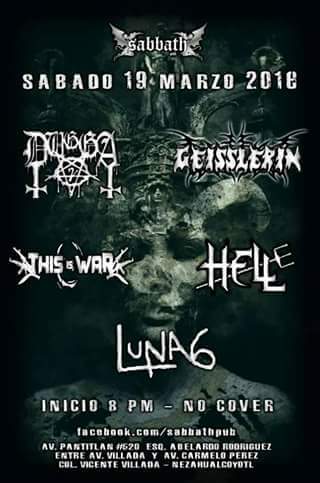 sabbath
SABADO 19 MARZO 2016
GEISSLERIN
THIS is WAR
HELLE
LUNA6
INICIO 8 PM - NO COVER
facebook.com/sabbathpub
AV. PANTITLAN #520 ESQ. ABELARDO RODRIGUEZ
ENTRE AV. VILLADA Y AV. CARMELO PEREZ
COL. VICENTE VILLADA - NEZAHUALCOYOTL